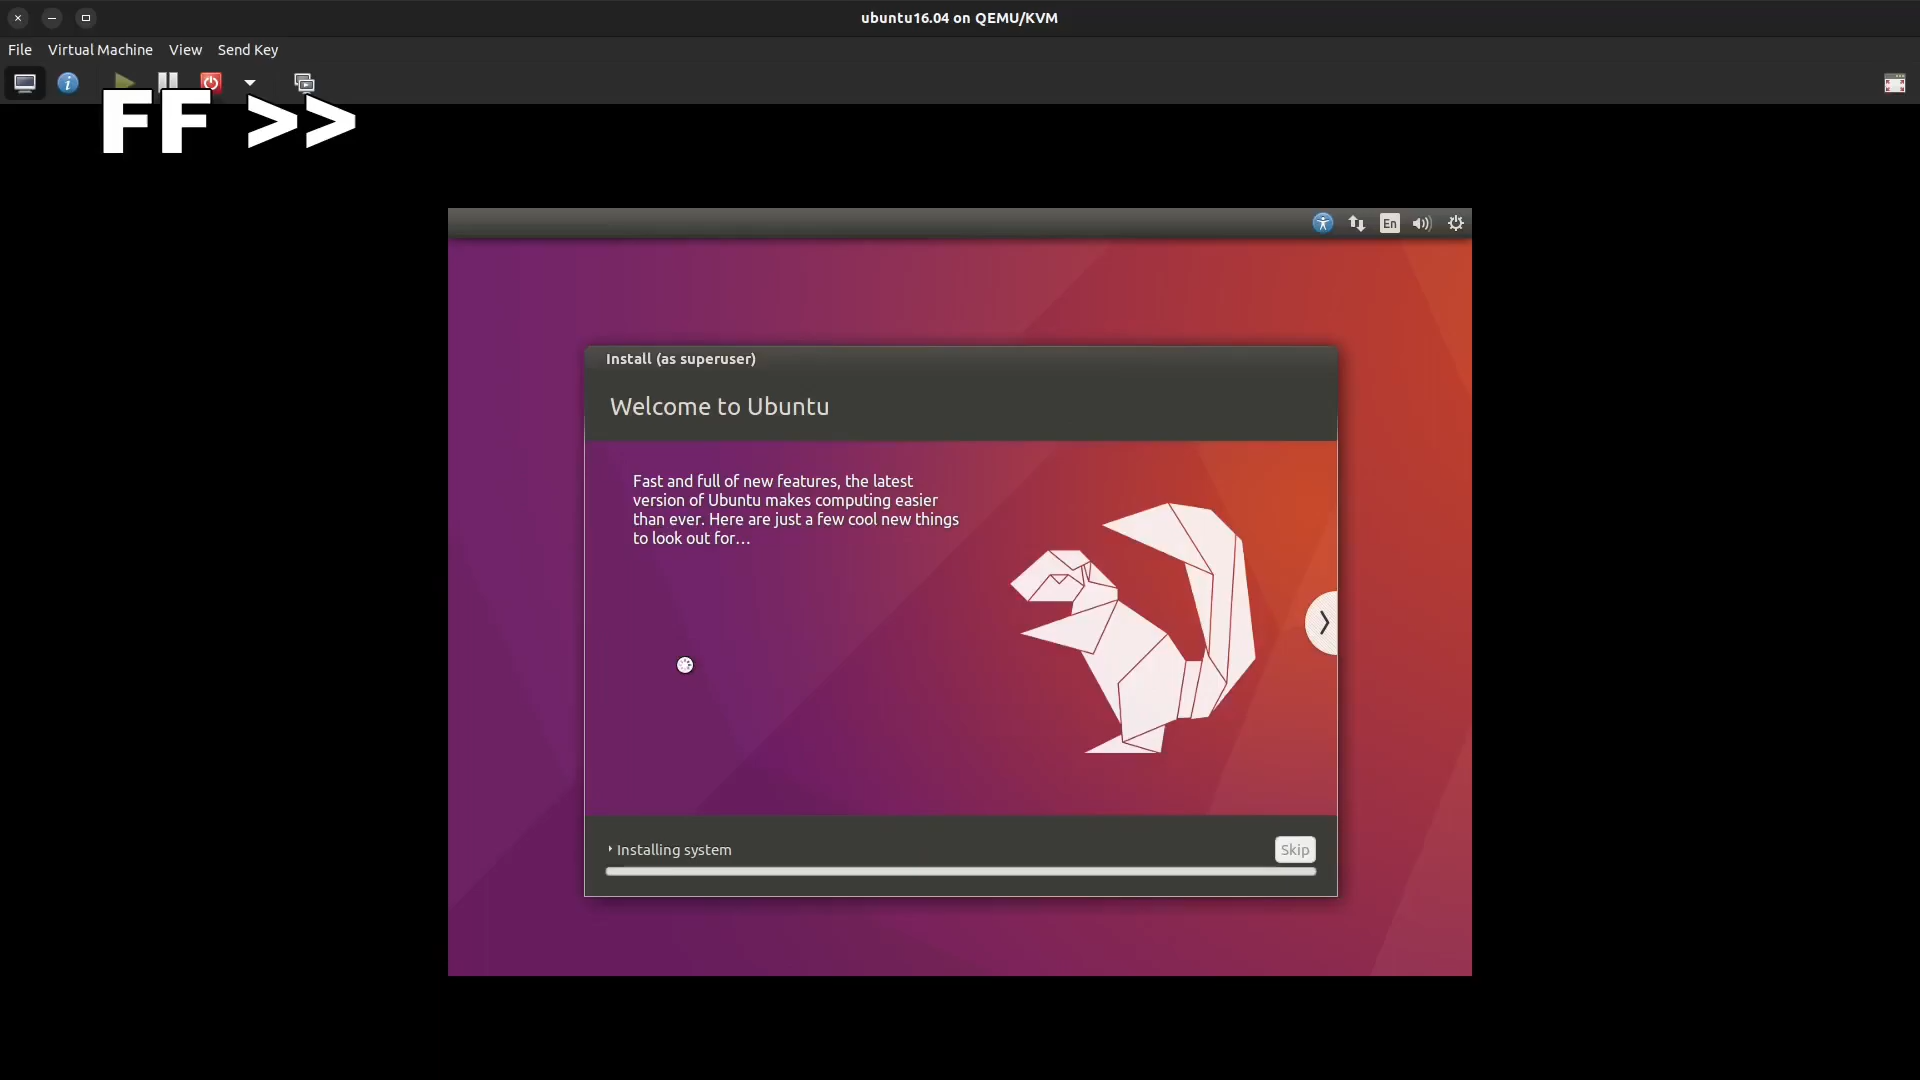 ubuntu16.04 on QEMU/KVM
File Virtual Machine View Send Key
FF >>
En
Install (as superuser)
Welcome to Ubuntu
Fast and full of new features, the latest
version of Ubuntu makes computing easier
than ever. Here are just a few cool new things
to look out for…
Installing system
Skip